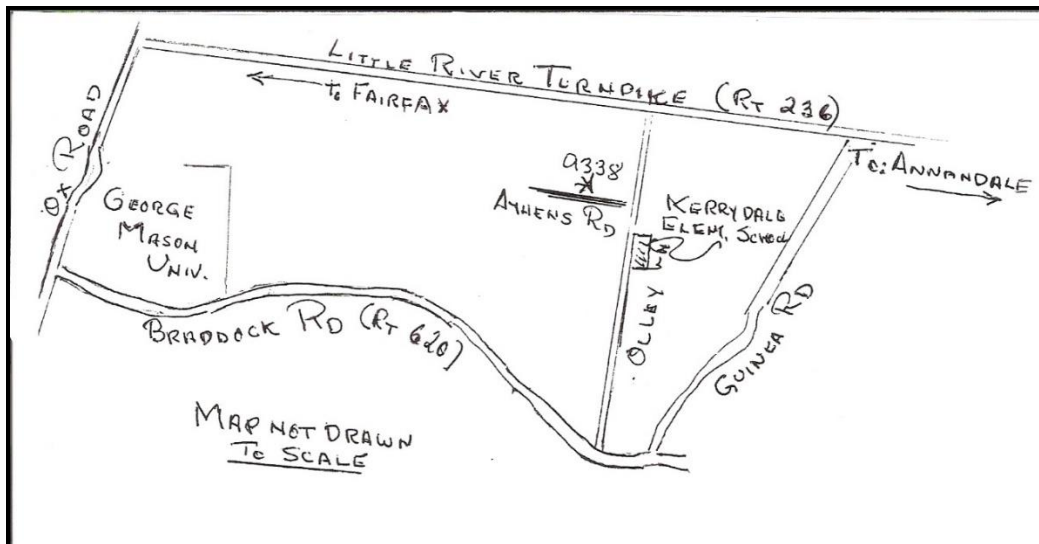 LITTLE RIVER TURNPIKE (RT 236)
To FAIRFAX
To: ANNANDALE
OX ROAD
GEORGE
MASON
UNIV.
9338
ATHENS RD
KERRYDALE
ELEM. SCHOOL
OLLEY LN
GUINEA RD
BRADDOCK RD (RT 620)
MAP NOT DRAWN
To SCALE